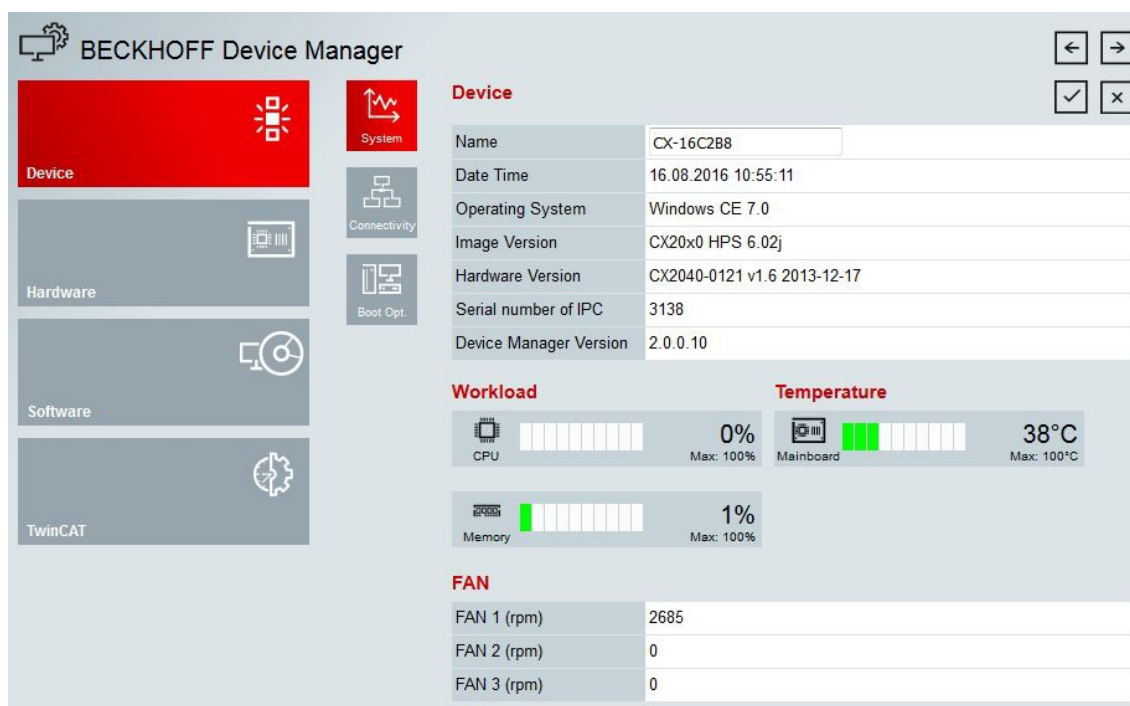 BECKHOFF Device Manager
Device
Hardware
Software
TwinCAT
System
Connectivity
Boot Opt.
Device
Name CX-16C2B8
Date Time 16.08.2016 10:55:11
Operating System Windows CE 7.0
Image Version CX20x0 HPS 6.02j
Hardware Version CX2040-0121 v1.6 2013-12-17
Serial number of IPC 3138
Device Manager Version 2.0.0.10
Workload
CPU 0%
Max: 100%
Memory 1%
Max: 100%
Temperature
Mainboard 38°C
Max: 100°C
FAN
FAN 1 (rpm) 2685
FAN 2 (rpm) 0
FAN 3 (rpm) 0